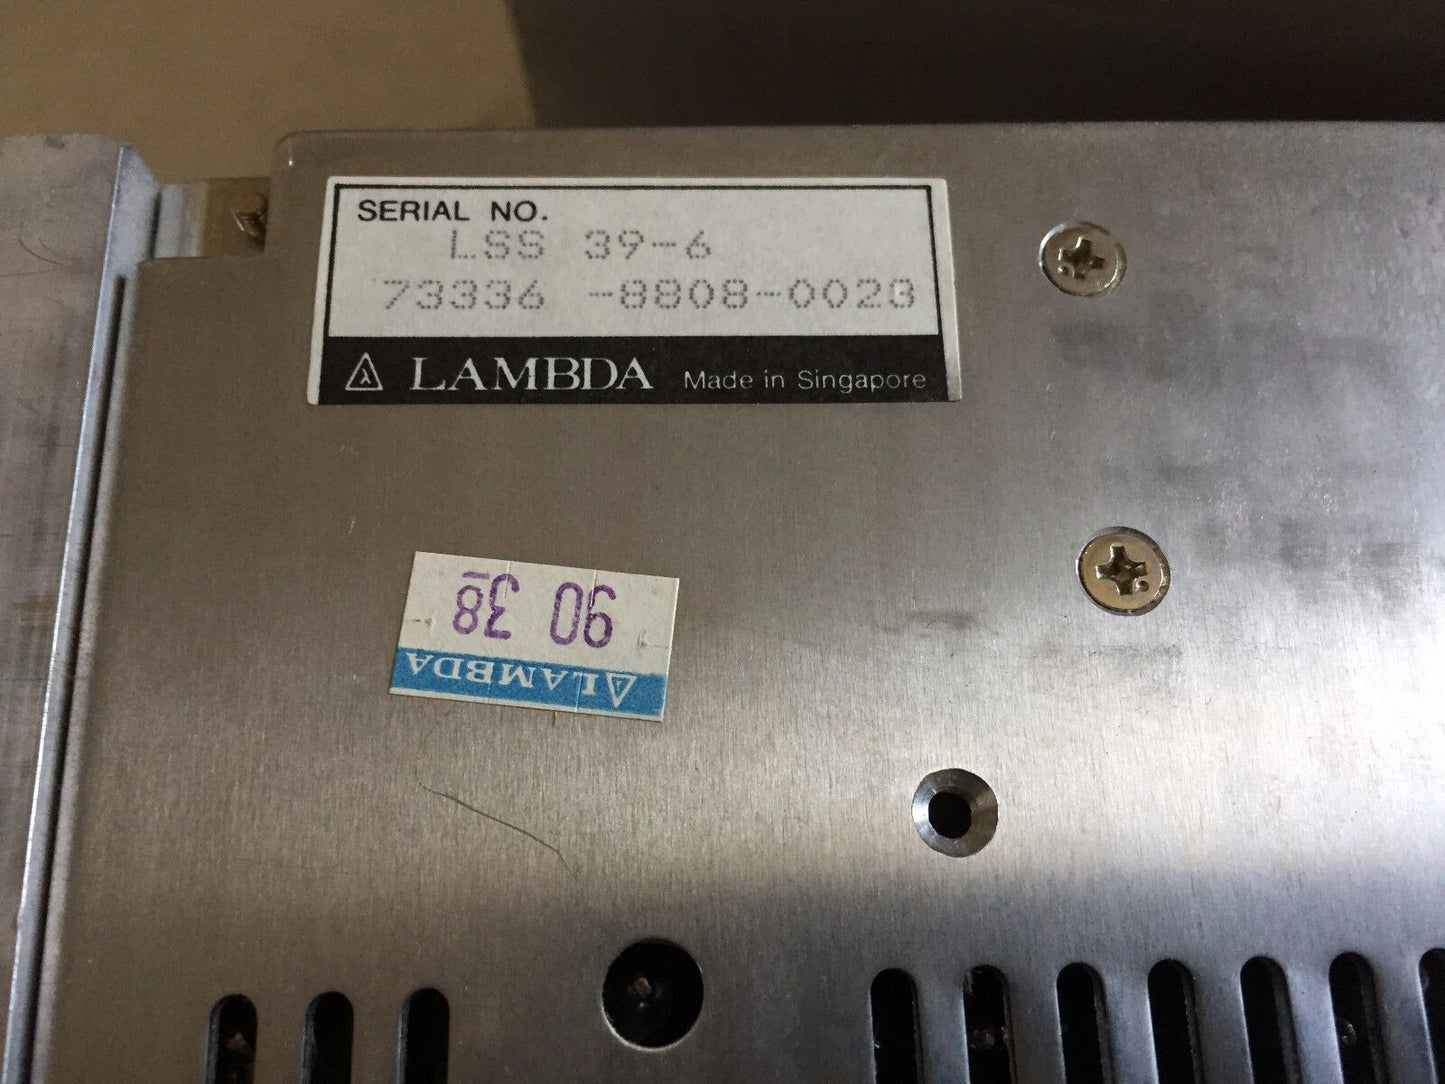 SERIAL NO.
LSS 39-6
73336 -8808-0023
LAMBDA Made in Singapore
90 38
LAMBDA